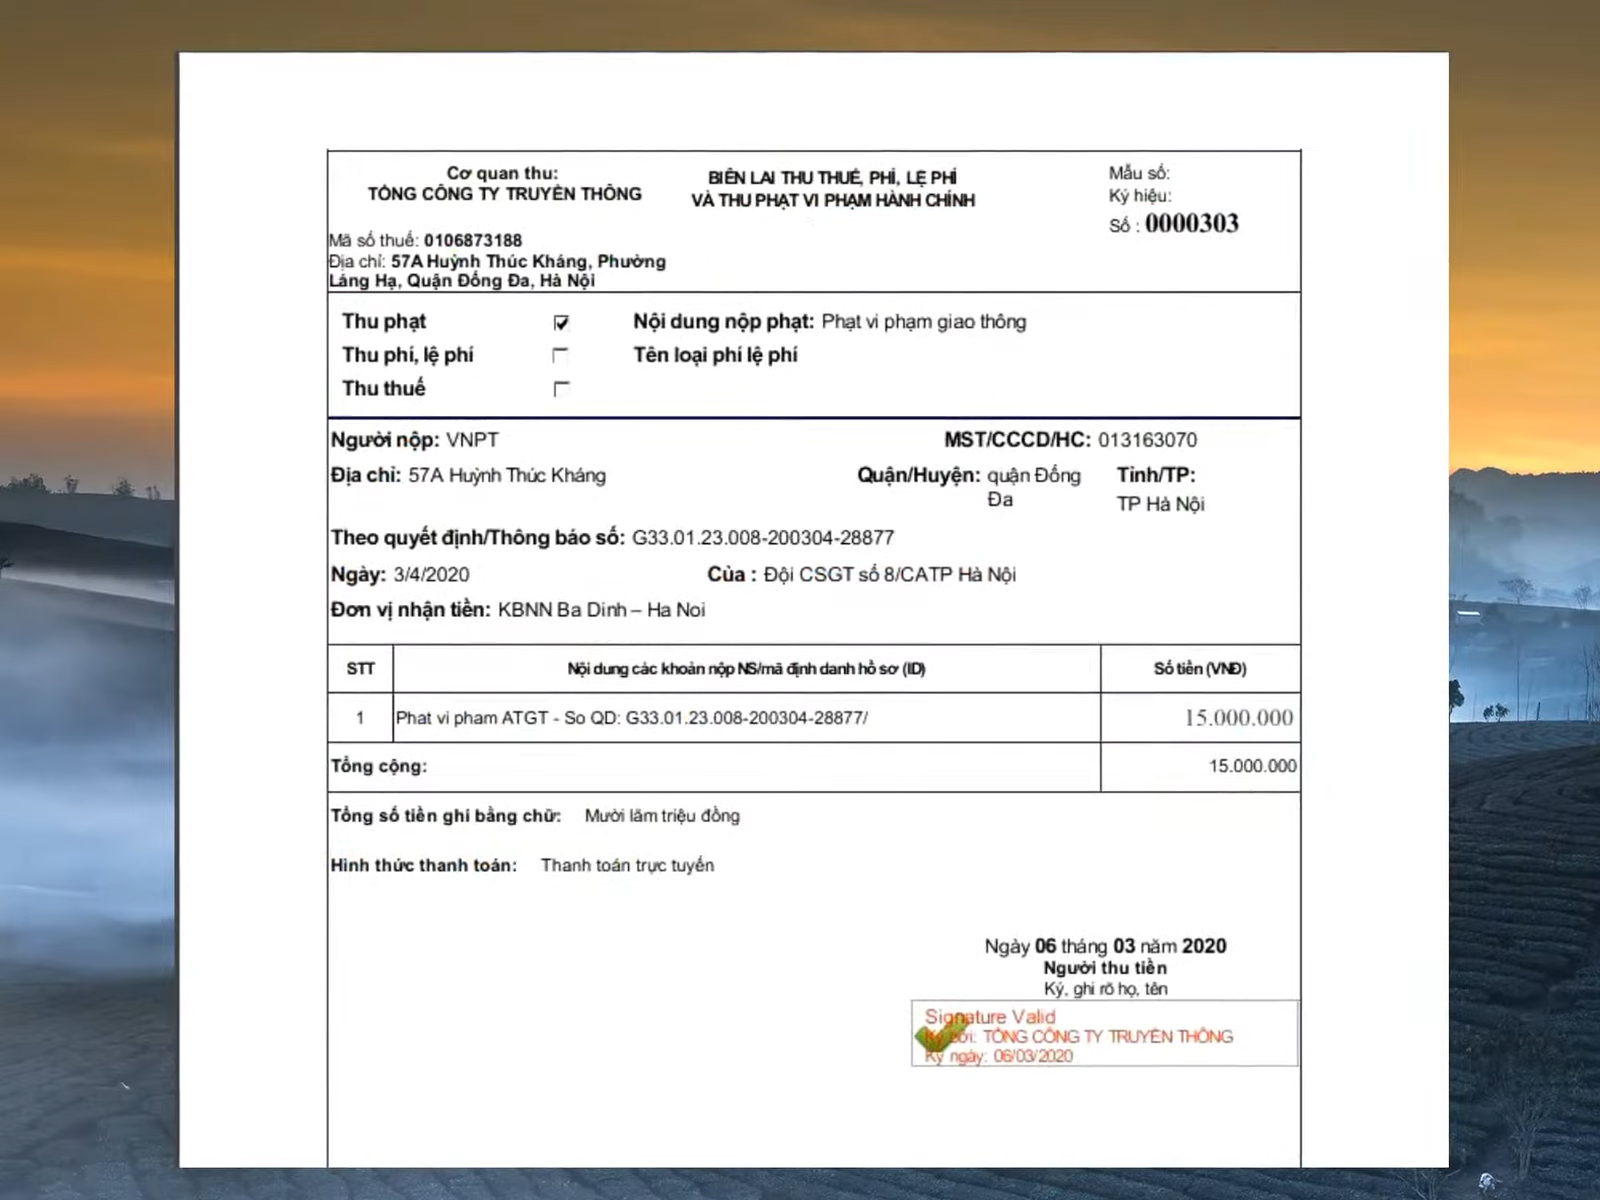 Cơ quan thu:
TỔNG CÔNG TY TRUYỀN THÔNG
BIÊN LAI THU THUẾ, PHÍ, LỆ PHÍ
VÀ THU PHẠT VI PHẠM HÀNH CHÍNH
Mẫu số:
Ký hiệu:
Số : 0000303
Mã số thuế: 0106873188
Địa chỉ: 57A Huỳnh Thúc Kháng, Phường
Láng Hạ, Quận Đống Đa, Hà Nội
Thu phạt
Nội dung nộp phạt: Phạt vi phạm giao thông
Thu phí, lệ phí
Tên loại phí lệ phí
Thu thuế
Người nộp: VNPT
MST/CCCD/HC: 013163070
Địa chỉ: 57A Huỳnh Thúc Kháng
Quận/Huyện: quận Đống
Đa
Tỉnh/TP:
TP Hà Nội
Theo quyết định/Thông báo số: G33.01.23.008-200304-28877
Ngày: 3/4/2020
Của : Đội CSGT số 8/CATP Hà Nội
Đơn vị nhận tiền: KBNN Ba Dinh – Ha Noi
STT
Nội dung các khoản nộp NS/mã định danh hồ sơ (ID)
Số tiền (VNĐ)
1
Phat vi pham ATGT - So QD: G33.01.23.008-200304-28877/
15.000.000
Tổng cộng:
15.000.000
Tổng số tiền ghi bằng chữ: Mười lăm triệu đồng
Hình thức thanh toán: Thanh toán trực tuyến
Ngày 06 tháng 03 năm 2020
Người thu tiền
Ký, ghi rõ họ, tên
Signature Valid
Ký bởi: TỔNG CÔNG TY TRUYỀN THÔNG
Ký ngày: 06/03/2020